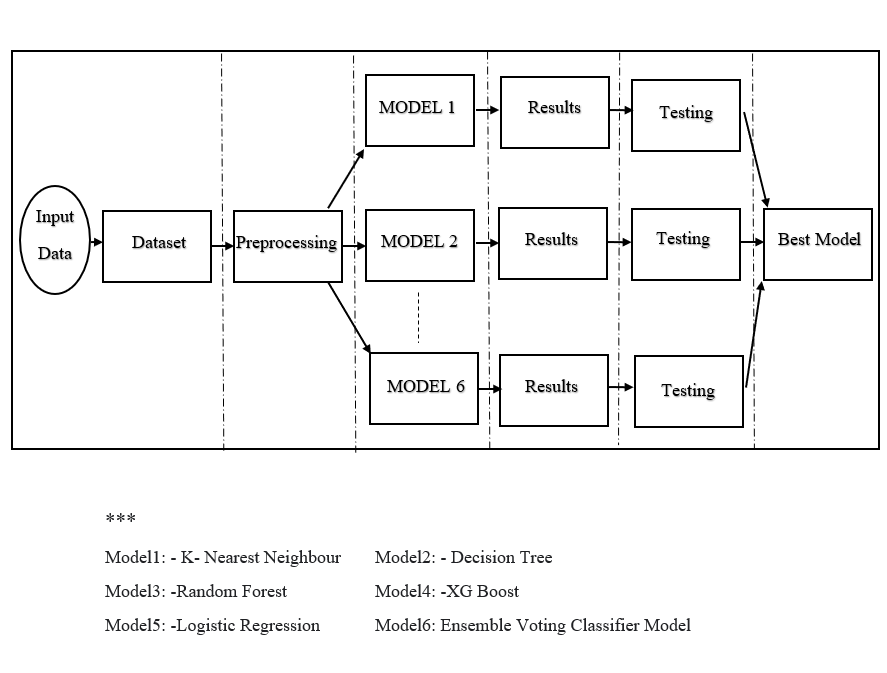 MODEL 1
Results
Testing
Input
Data
Dataset
Preprocessing
MODEL 2
Results
Testing
Best Model
MODEL 6
Results
Testing
***
Model1: - K- Nearest Neighbour
Model2: - Decision Tree
Model3: -Random Forest
Model4: -XG Boost
Model5: -Logistic Regression
Model6: Ensemble Voting Classifier Model